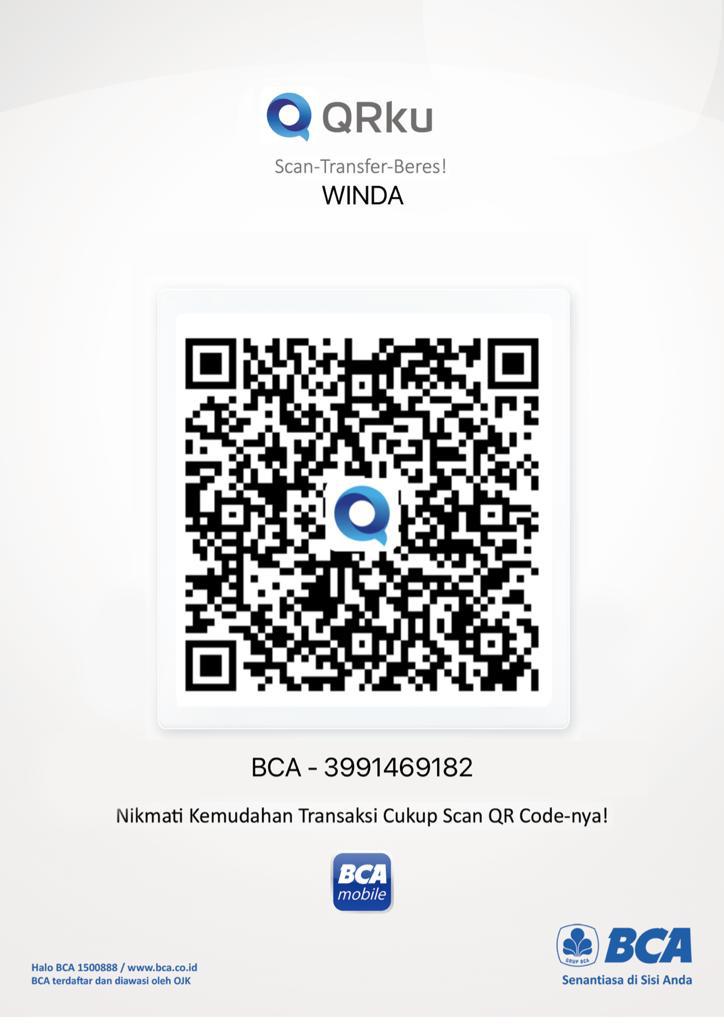 QRku
Scan-Transfer-Beres!
WINDA
BCA - 3991469182
Nikmati Kemudahan Transaksi Cukup Scan QR Code-nya!
BCA
mobile
Halo BCA 1500888 / www.bca.co.id
BCA terdaftar dan diawasi oleh OJK
GRUP BCA
BCA
Senantiasa di Sisi Anda